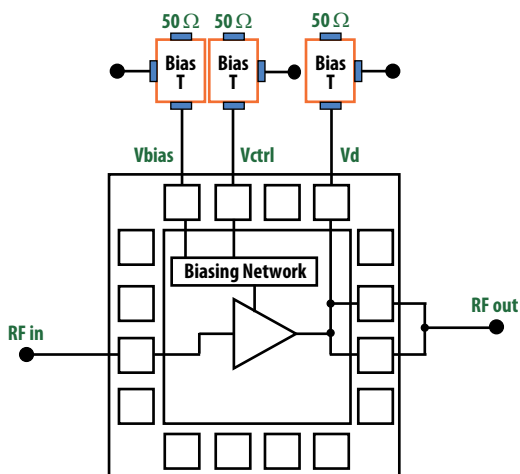 50 Ω 50 Ω 50 Ω
Bias T Bias T Bias T
Vbias Vctrl Vd
Biasing Network
RF in
RF out